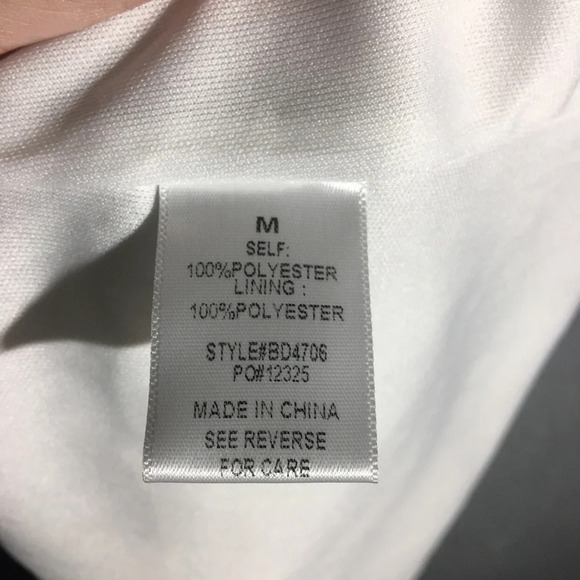 M
SELF:
100%POLYESTER
LINING :
100%POLYESTER
STYLE#BD4706
PO#12325
MADE IN CHINA
SEE REVERSE
FOR CARE